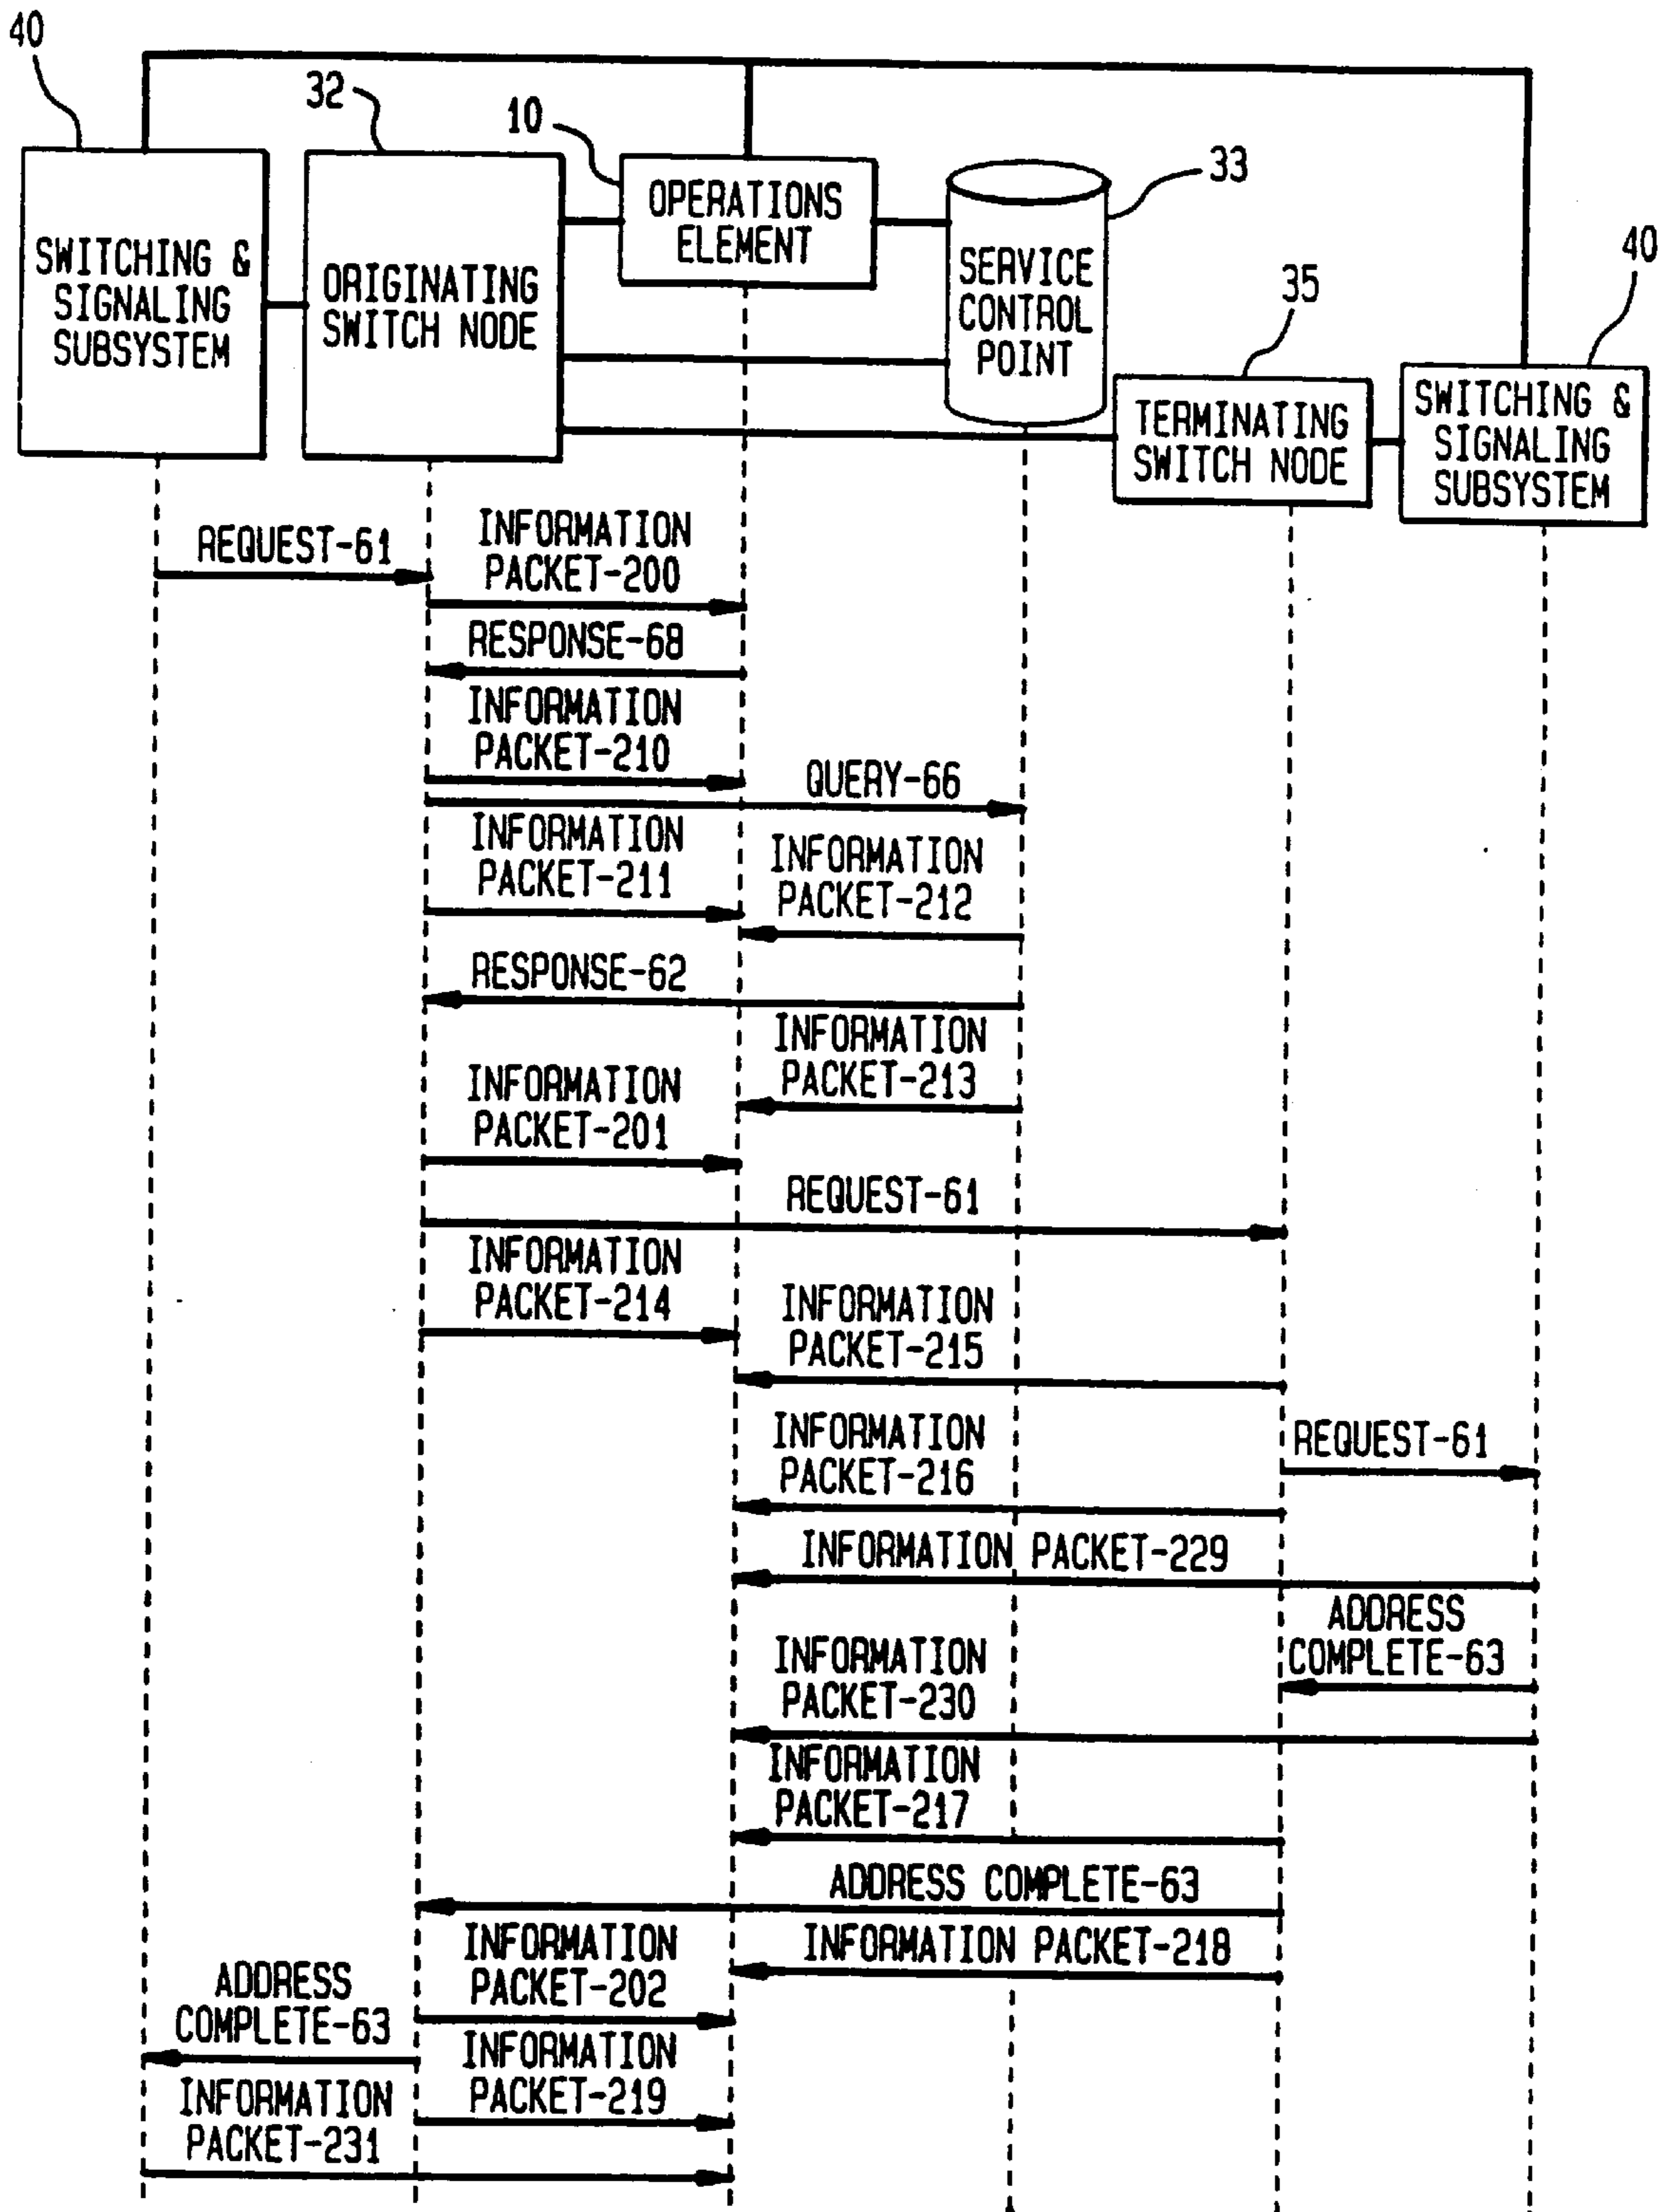 40
32
10
33
40
35
SWITCHING &
SIGNALING
SUBSYSTEM
ORIGINATING
SWITCH NODE
OPERATIONS
ELEMENT
SERVICE
CONTROL
POINT
TERMINATING
SWITCH NODE
SWITCHING &
SIGNALING
SUBSYSTEM
REQUEST-61
INFORMATION
PACKET-200
RESPONSE-68
INFORMATION
PACKET-210
QUERY-66
INFORMATION
PACKET-211
INFORMATION
PACKET-212
RESPONSE-62
INFORMATION
PACKET-213
INFORMATION
PACKET-201
REQUEST-61
INFORMATION
PACKET-214
INFORMATION
PACKET-215
INFORMATION
PACKET-216
REQUEST-61
INFORMATION PACKET-229
ADDRESS
COMPLETE-63
INFORMATION
PACKET-230
INFORMATION
PACKET-217
ADDRESS COMPLETE-63
INFORMATION
PACKET-202
INFORMATION PACKET-218
ADDRESS
COMPLETE-63
INFORMATION
PACKET-219
INFORMATION
PACKET-231